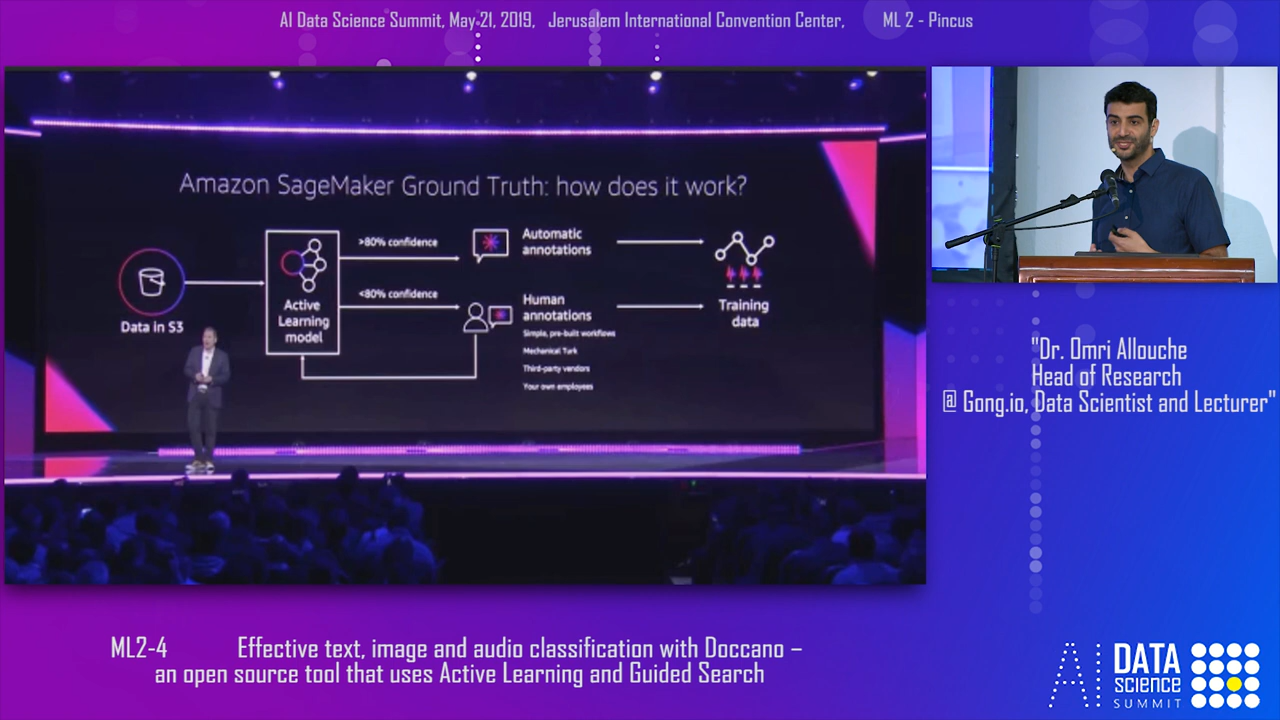 AI Data Science Summit, May 21, 2019, Jerusalem International Convention Center, ML 2 - Pincus
Amazon SageMaker Ground Truth: how does it work?
Data in S3
Active
Learning
model
>80% confidence
Automatic
annotations
<80% confidence
Human
annotations
Simple, pre-built workflows
Mechanical Turk
Third-party vendors
Your own employees
Training
data
"Dr. Omri Allouche
Head of Research
@ Gong.io, Data Scientist and Lecturer"
ML2-4 Effective text, image and audio classification with Doccano –
an open source tool that uses Active Learning and Guided Search
AI DATA
SCIENCE
SUMMIT